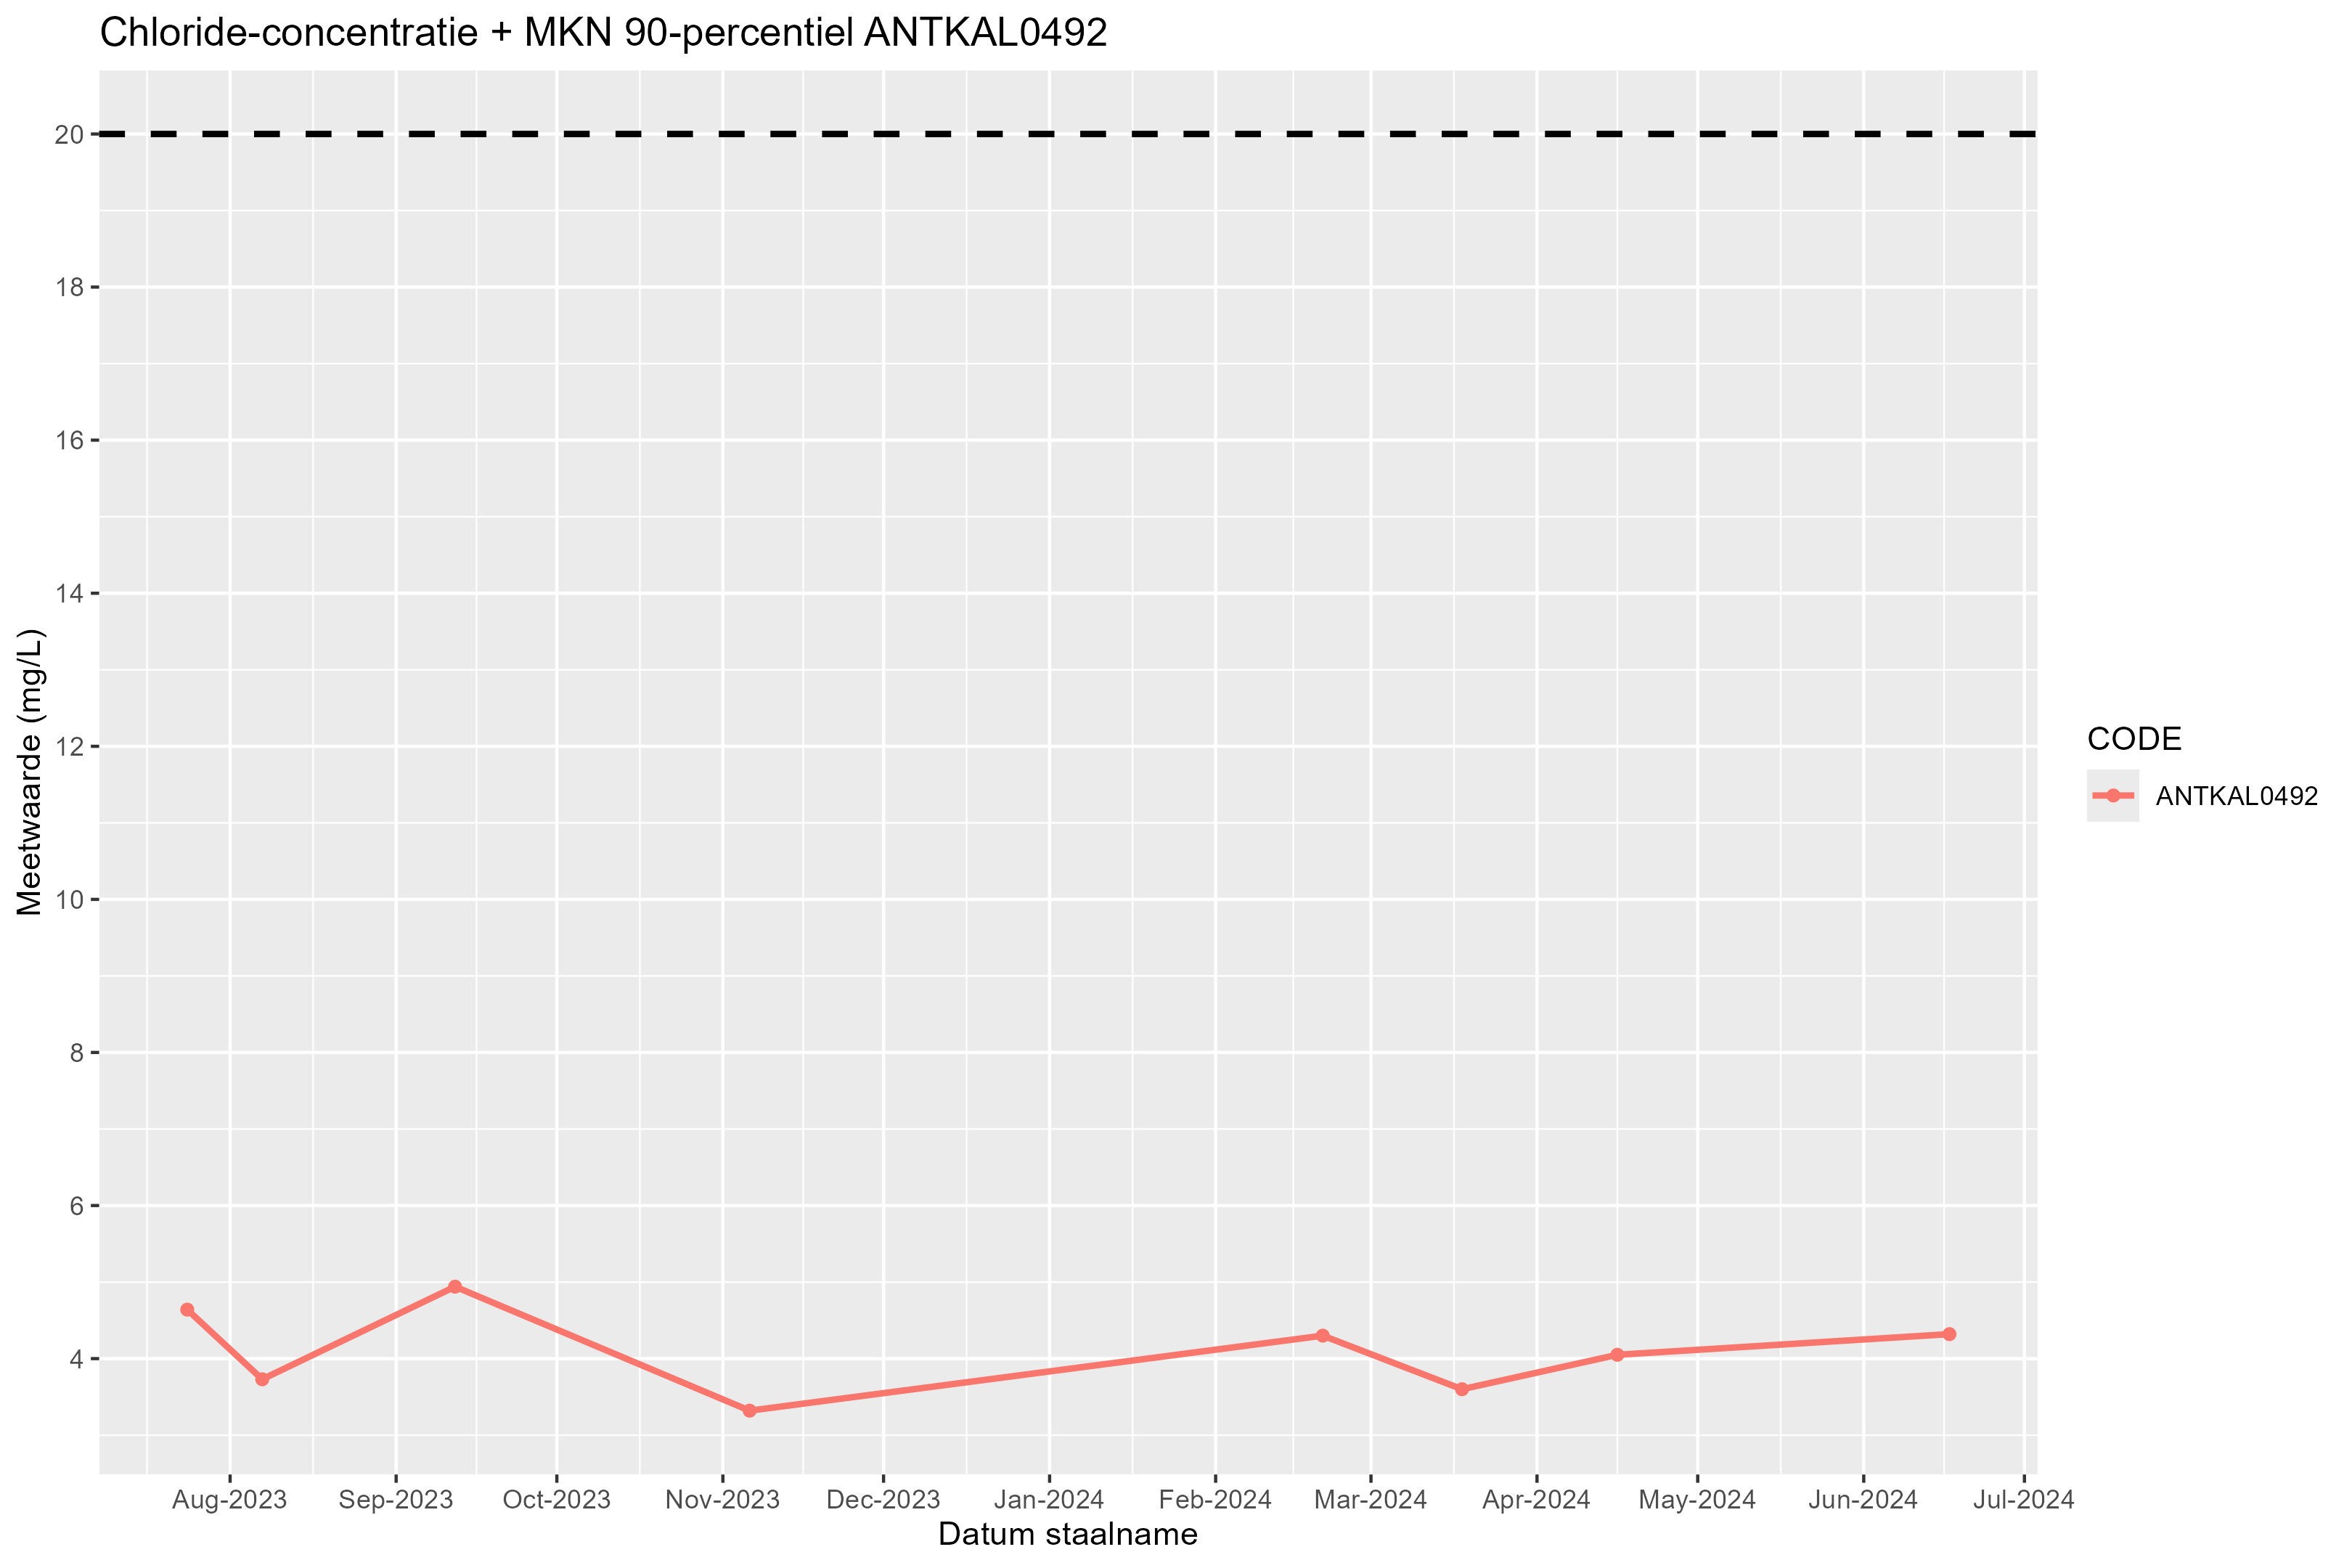 Chloride-concentratie + MKN 90-percentiel ANTKAL0492
Meetwaarde (mg/L)
20
18
16
14
12
10
8
6
4
Aug-2023 Sep-2023 Oct-2023 Nov-2023 Dec-2023 Jan-2024 Feb-2024 Mar-2024 Apr-2024 May-2024 Jun-2024 Jul-2024
Datum staalname
CODE
ANTKAL0492